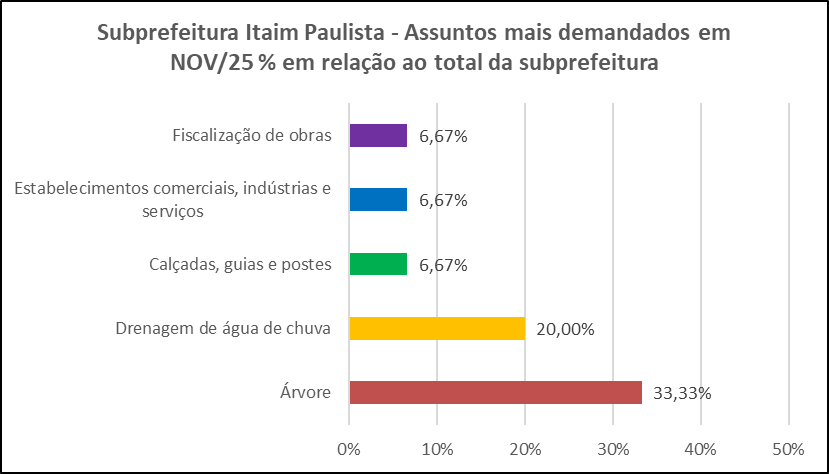 Subprefeitura Itaim Paulista - Assuntos mais demandados em
NOV/25 % em relação ao total da subprefeitura
Fiscalização de obras
6,67%
Estabelecimentos comerciais, indústrias e
serviços
6,67%
Calçadas, guias e postes
6,67%
Drenagem de água de chuva
20,00%
Árvore
33,33%
0% 10% 20% 30% 40% 50%